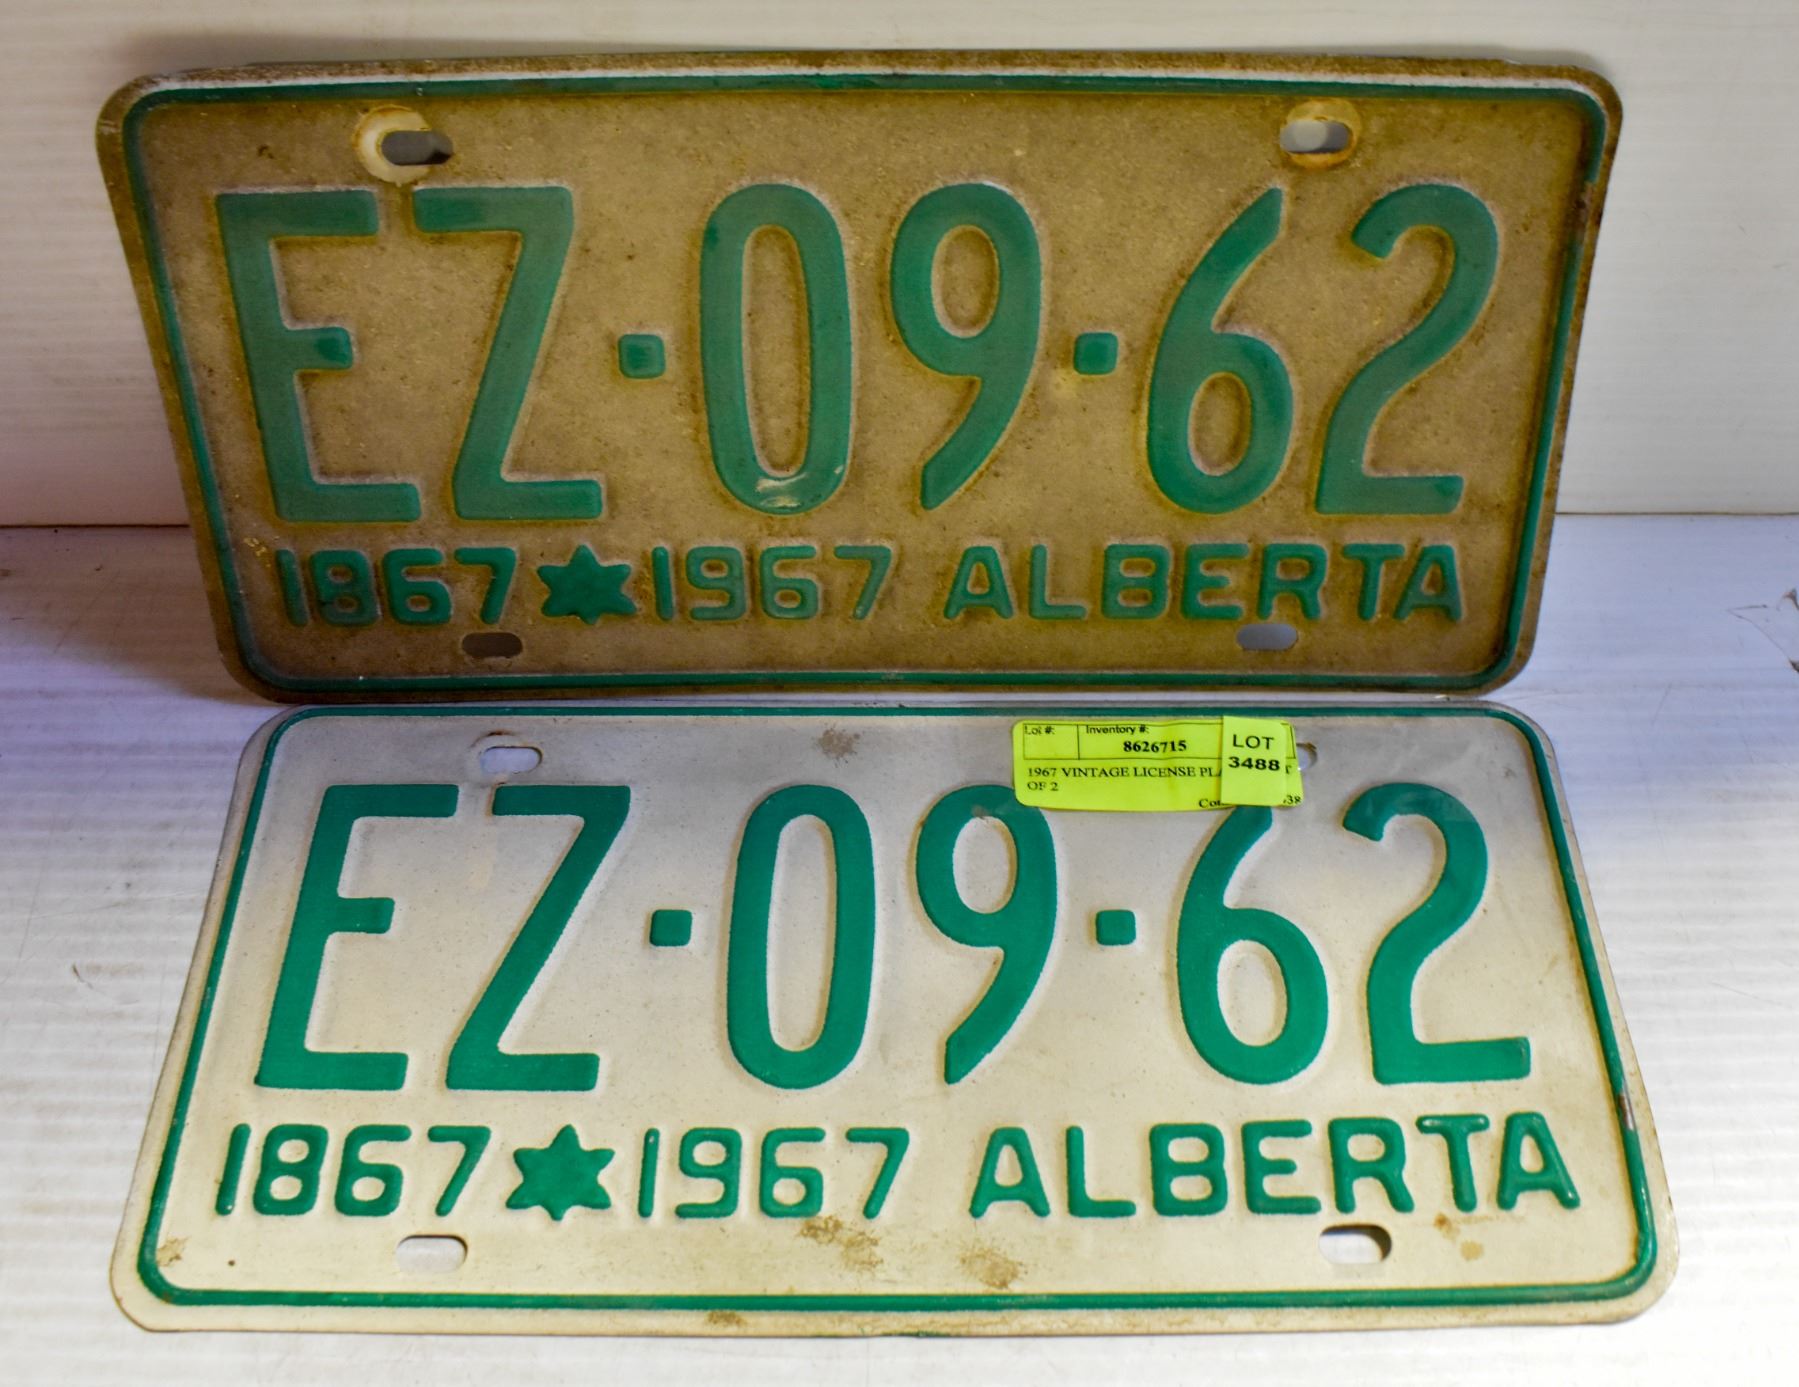 EZ·09·62
1867 ★ 1967 ALBERTA
Lot #: Inventory #:
8626715
LOT
3488
1967 VINTAGE LICENSE
OF 2
EZ·09·62
1867 ★ 1967 ALBERTA